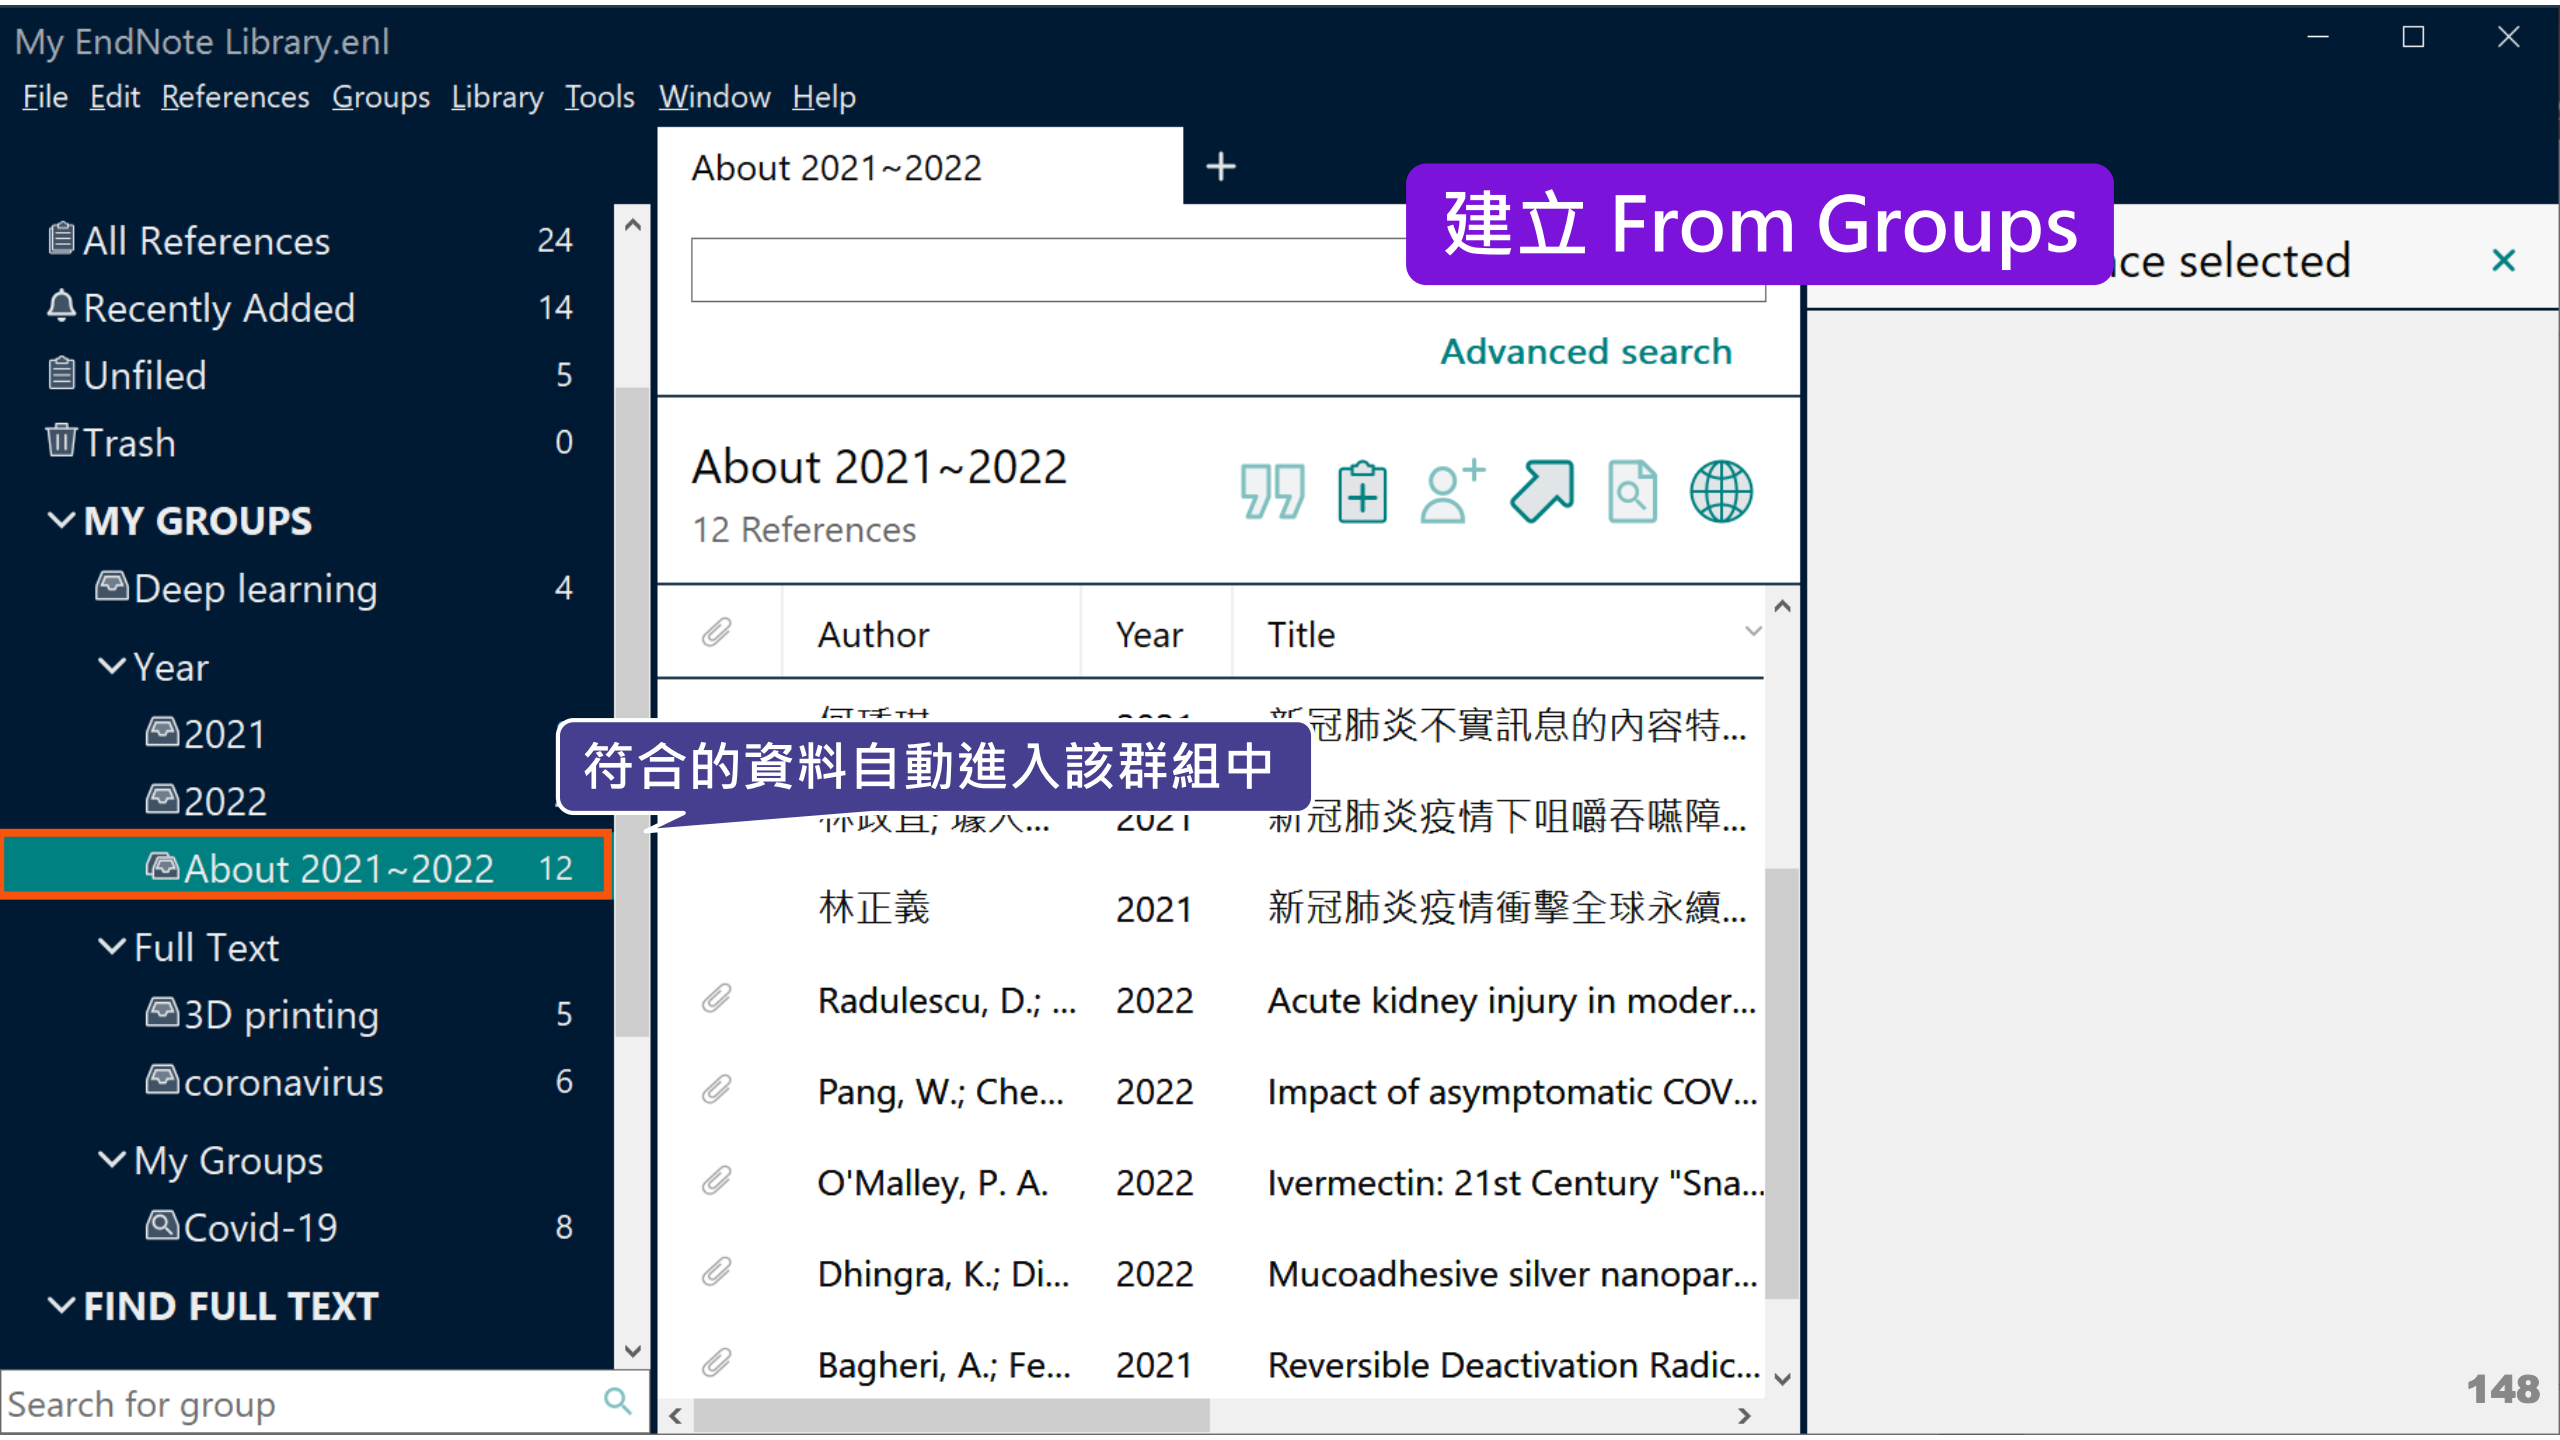 My EndNote Library.enl
File Edit References Groups Library Tools Window Help
About 2021~2022
建立 From Groups
ce selected
All References 24
Recently Added 14
Unfiled 5
Trash 0
MY GROUPS
Deep learning 4
Year
2021
2022
About 2021~2022 12
Full Text
3D printing 5
coronavirus 6
My Groups
Covid-19 8
FIND FULL TEXT
Search for group
Advanced search
About 2021~2022
12 References
Author Year Title
2021 新冠肺炎不實訊息的內容特...
符合的資料自動進入該群組中
2021 新冠肺炎疫情下咀嚼吞嚥障...
林正義 2021 新冠肺炎疫情衝擊全球永續...
Radulescu, D.; ... 2022 Acute kidney injury in moder...
Pang, W.; Che... 2022 Impact of asymptomatic COV...
O'Malley, P. A. 2022 Ivermectin: 21st Century "Sna...
Dhingra, K.; Di... 2022 Mucoadhesive silver nanopar...
Bagheri, A.; Fe... 2021 Reversible Deactivation Radic...
148